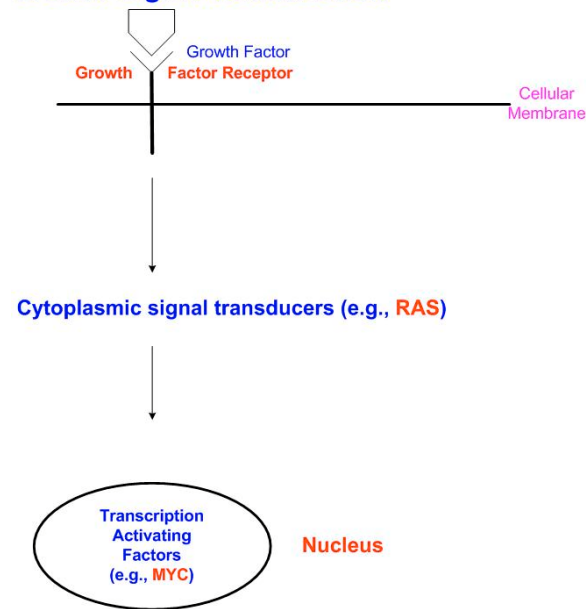 Growth Factor
Growth Factor Receptor
Cellular
Membrane
Cytoplasmic signal transducers (e.g., RAS)
Transcription
Activating
Factors
(e.g., MYC)
Nucleus